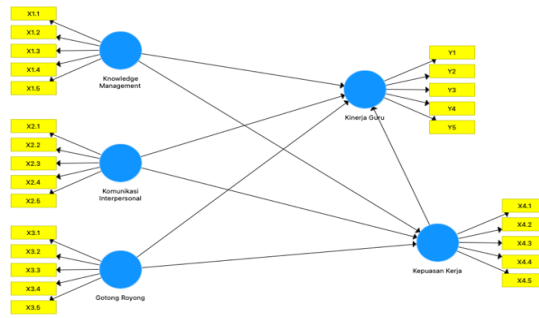 X1.1
X1.2
X1.3
X1.4
X1.5
Knowledge
Management
X2.1
X2.2
X2.3
X2.4
X2.5
Komunikasi
Interpersonal
X3.1
X3.2
X3.3
X3.4
X3.5
Gotong Royong
Y1
Y2
Y3
Y4
Y5
Kinerja Guru
X4.1
X4.2
X4.3
X4.4
X4.5
Kepuasan Kerja